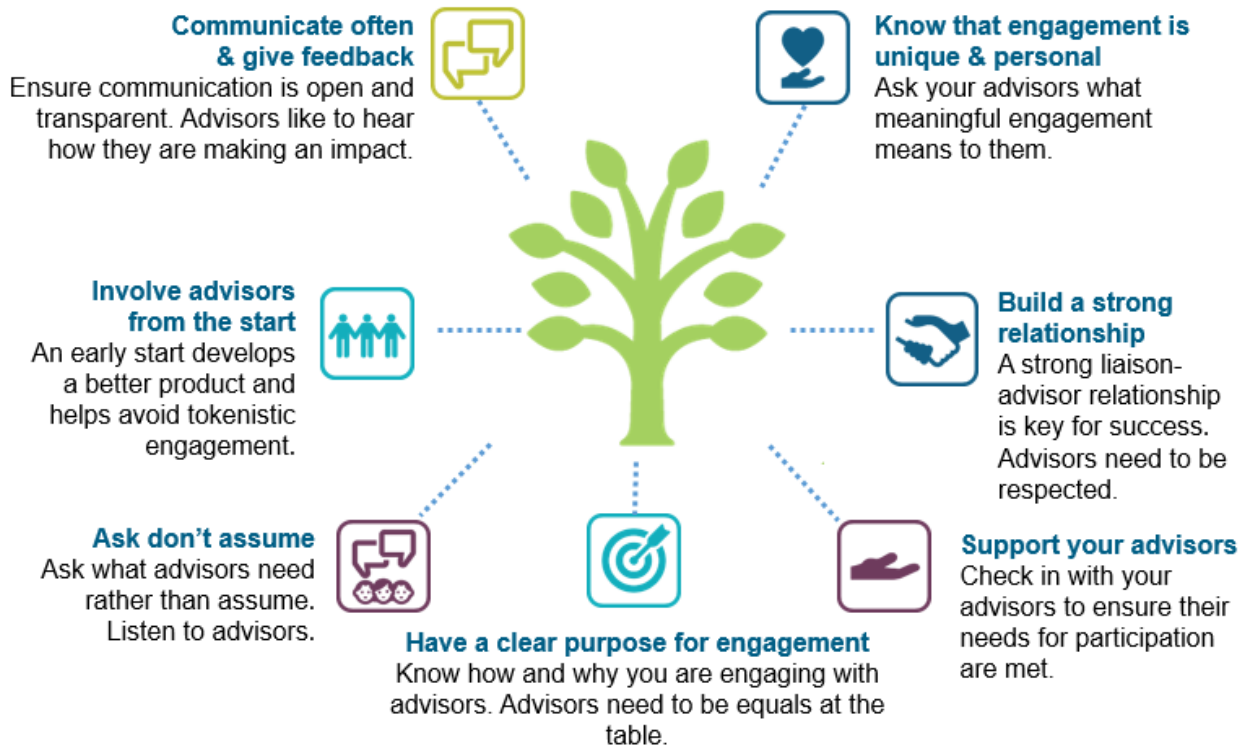 Communicate often
& give feedback
Ensure communication is open and
transparent. Advisors like to hear
how they are making an impact.
Know that engagement is
unique & personal
Ask your advisors what
meaningful engagement
means to them.
Involve advisors
from the start
An early start develops
a better product and
helps avoid tokenistic
engagement.
Build a strong
relationship
A strong liaison-
advisor relationship
is key for success.
Advisors need to be
respected.
Ask don’t assume
Ask what advisors need
rather than assume.
Listen to advisors.
Have a clear purpose for engagement
Know how and why you are engaging with
advisors. Advisors need to be equals at the
table.
Support your advisors
Check in with your
advisors to ensure their
needs for participation
are met.